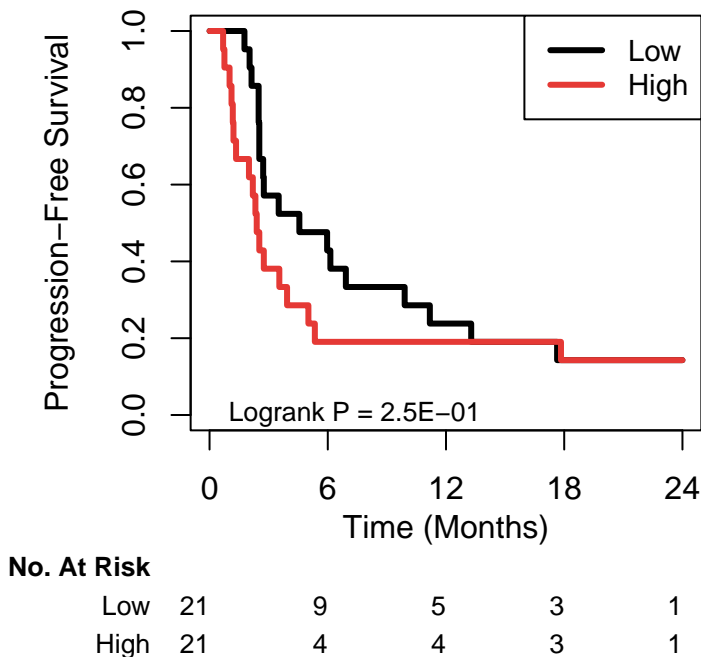 Low
High
Progression−Free Survival
1.0
0.8
0.6
0.4
0.2
0.0
Logrank P = 2.5E−01
0 6 12 18 24
Time (Months)
No. At Risk
Low 21 9 5 3 1
High 21 4 4 3 1